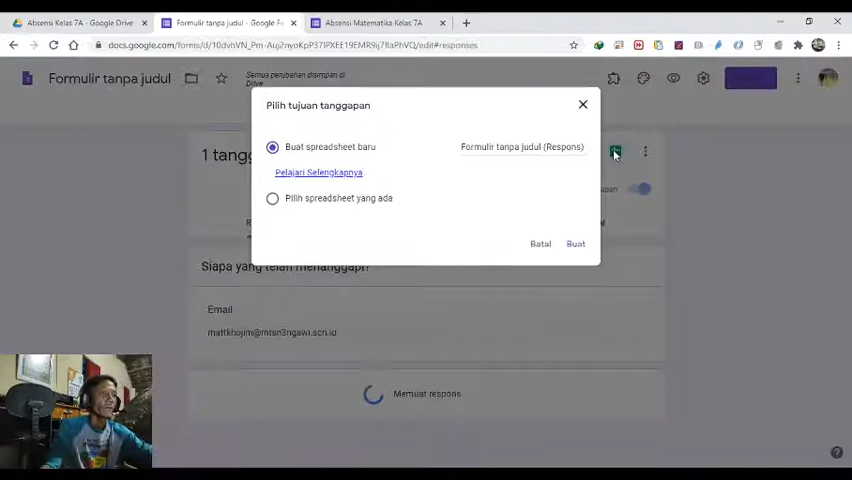 Absensi Kelas 7A - Google Drive
Formulir tanpa judul - Google Fo
Absensi Matematika Kelas 7A
docs.google.com/forms/d/10dvhVN_Pm-Auj2nyoKpP37IPXEE19EMR9ij7IlaPhVQ/edit#responses
Formulir tanpa judul
Semua perubahan disimpan di
Drive
Pilih tujuan tanggapan
Buat spreadsheet baru
Formulir tanpa judul (Respons)
1 tangg
Pelajari Selengkapnya
Pilih spreadsheet yang ada
Batal
Buat
Siapa yang telah menanggapi?
Email
mattkhojim@mtsn3ngawi.sch.id
Memuat respons